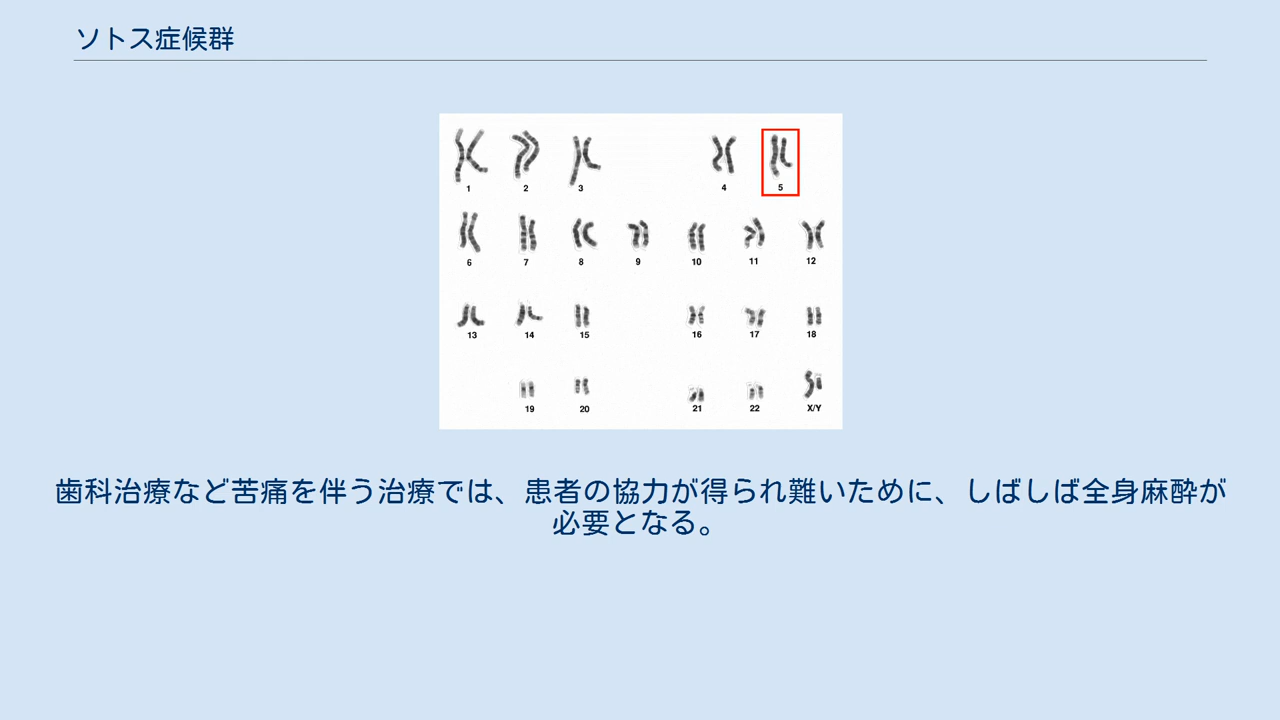 ソトス症候群
1 2 3 4 5
6 7 8 9 10 11 12
13 14 15 16 17 18
19 20 21 22 X/Y
歯科治療など苦痛を伴う治療では、患者の協力が得られ難いために、しばしば全身麻酔が
必要となる。